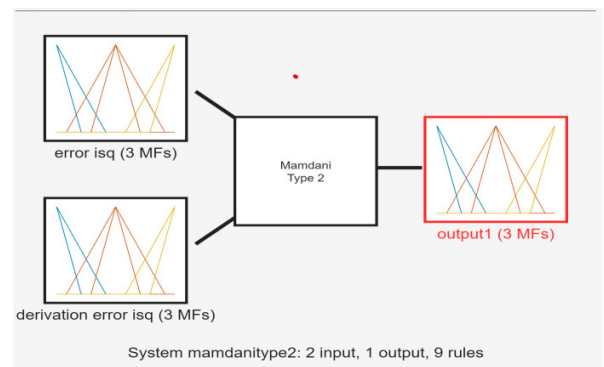 error isq (3 MFs)
Mamdani
Type 2
output1 (3 MFs)
derivation error isq (3 MFs)
System mamdanitype2: 2 input, 1 output, 9 rules